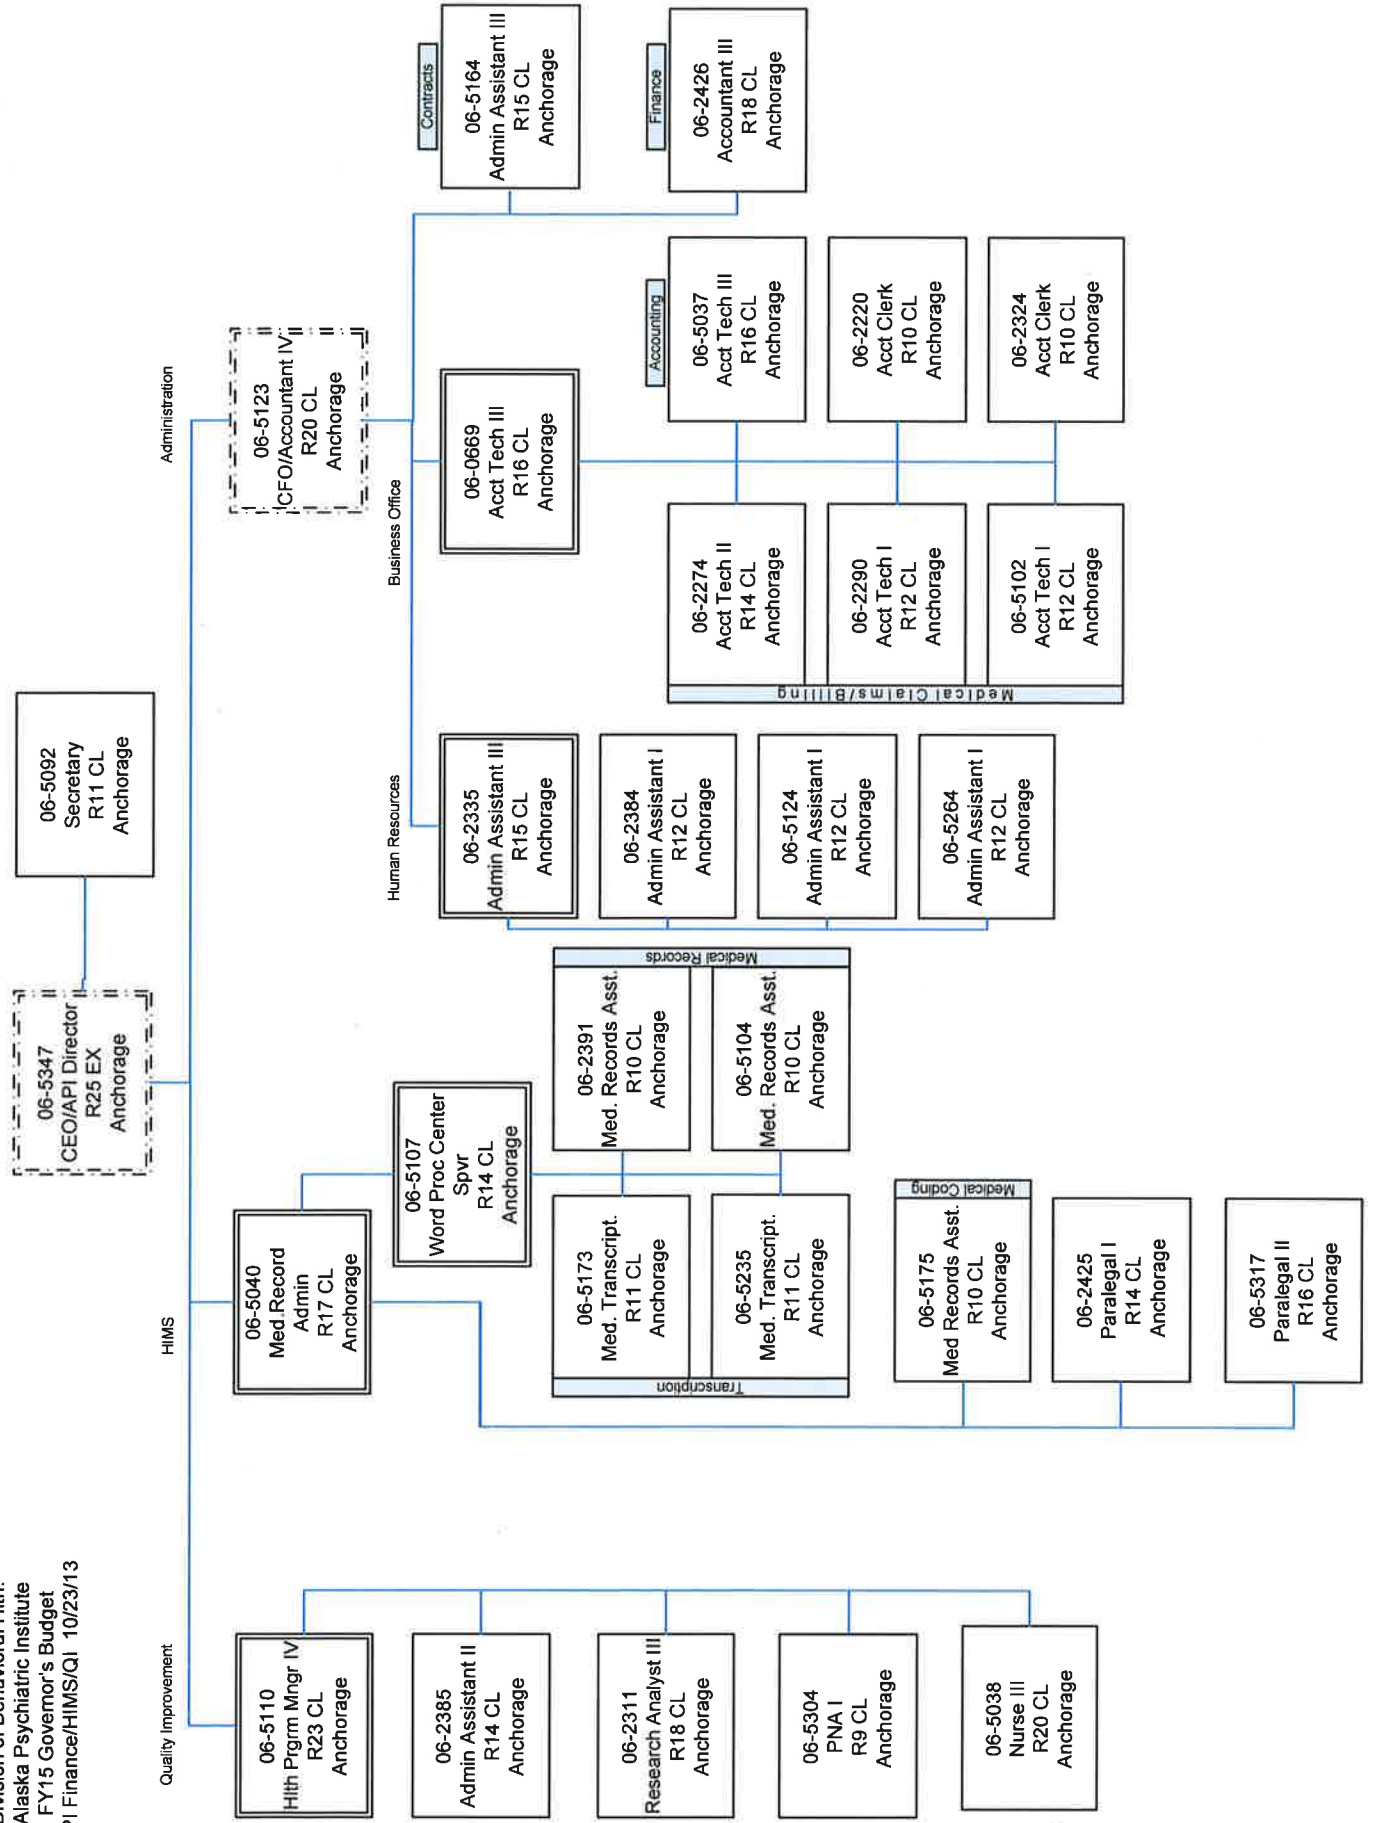 Division of Behavioral Hlth.
Alaska Psychiatric Institute
FY15 Governor's Budget
PI Finance/HIMS/QI 10/23/13
06-5347
CEO/API Director
R25 EX
Anchorage
06-5092
Secretary
R11 CL
Anchorage
Quality Improvement
HIMS
Administration
06-5110
Hlth Prgrm Mngr IV
R23 CL
Anchorage
06-2385
Admin Assistant II
R14 CL
Anchorage
06-2311
Research Analyst III
R18 CL
Anchorage
06-5304
PNA I
R9 CL
Anchorage
06-5038
Nurse III
R20 CL
Anchorage
06-5040
Med.Record
Admin
R17 CL
Anchorage
06-5107
Word Proc Center
Spvr
R14 CL
Anchorage
Transcription
06-5173
Med. Transcript.
R11 CL
Anchorage
06-5235
Med. Transcript.
R11 CL
Anchorage
Medical Records
06-2391
Med. Records Asst.
R10 CL
Anchorage
06-5104
Med. Records Asst.
R10 CL
Anchorage
Medical Coding
06-5175
Med Records Asst.
R10 CL
Anchorage
06-2425
Paralegal I
R14 CL
Anchorage
06-5317
Paralegal II
R16 CL
Anchorage
06-5123
CFO/Accountant IV
R20 CL
Anchorage
Human Resources
06-2335
Admin Assistant III
R15 CL
Anchorage
06-2384
Admin Assistant I
R12 CL
Anchorage
06-5124
Admin Assistant I
R12 CL
Anchorage
06-5264
Admin Assistant I
R12 CL
Anchorage
Business Office
06-0669
Acct Tech III
R16 CL
Anchorage
Medical Claims/Billing
06-2274
Acct Tech II
R14 CL
Anchorage
06-2290
Acct Tech I
R12 CL
Anchorage
06-5102
Acct Tech I
R12 CL
Anchorage
Accounting
06-5037
Acct Tech III
R16 CL
Anchorage
06-2220
Acct Clerk
R10 CL
Anchorage
06-2324
Acct Clerk
R10 CL
Anchorage
Contracts
06-5164
Admin Assistant III
R15 CL
Anchorage
Finance
06-2426
Accountant III
R18 CL
Anchorage